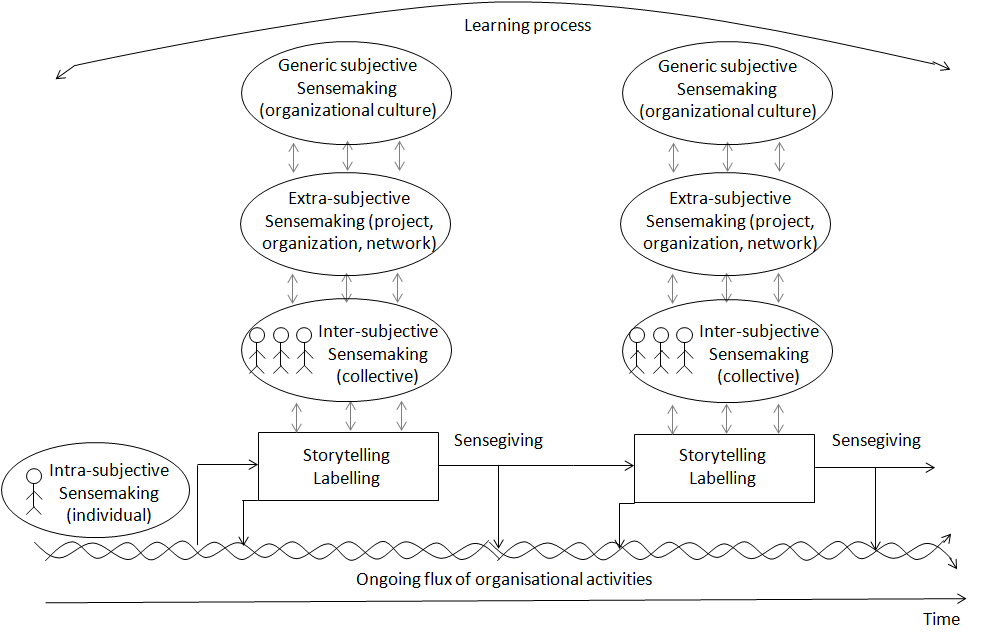 Learning process
Generic subjective
Sensemaking
(organizational culture)
Generic subjective
Sensemaking
(organizational culture)
Extra-subjective
Sensemaking (project,
organization, network)
Extra-subjective
Sensemaking (project,
organization, network)
Inter-subjective
Sensemaking
(collective)
Inter-subjective
Sensemaking
(collective)
Intra-subjective
Sensemaking
(individual)
Storytelling
Labelling
Sensegiving
Storytelling
Labelling
Sensegiving
Ongoing flux of organisational activities
Time